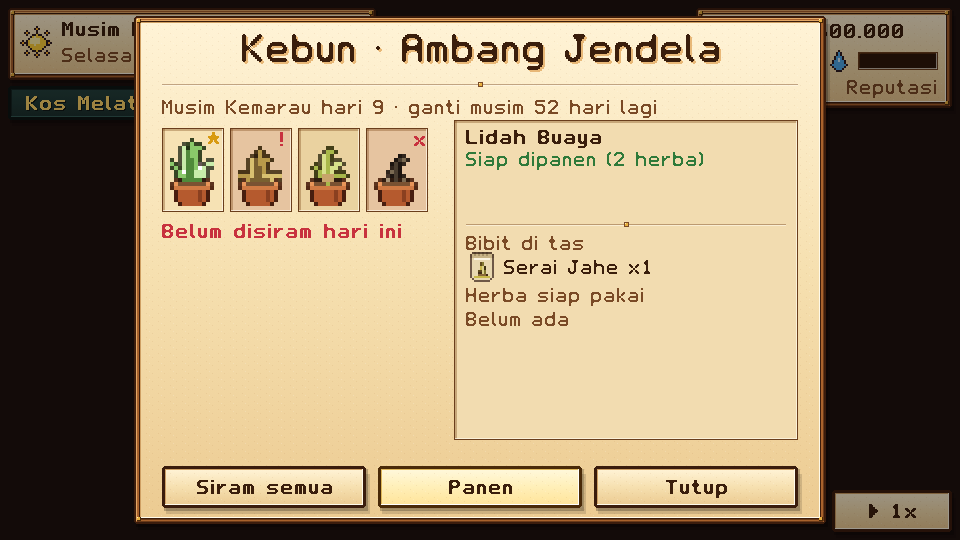 Kebun · Ambang Jendela
Musim
Selasa
00.000
Reputasi
Kos Melat
Musim Kemarau hari 9 · ganti musim 52 hari lagi
!
x
Belum disiram hari ini
Lidah Buaya
Siap dipanen (2 herba)
Bibit di tas
Serai Jahe x1
Herba siap pakai
Belum ada
Siram semua
Panen
Tutup
1x